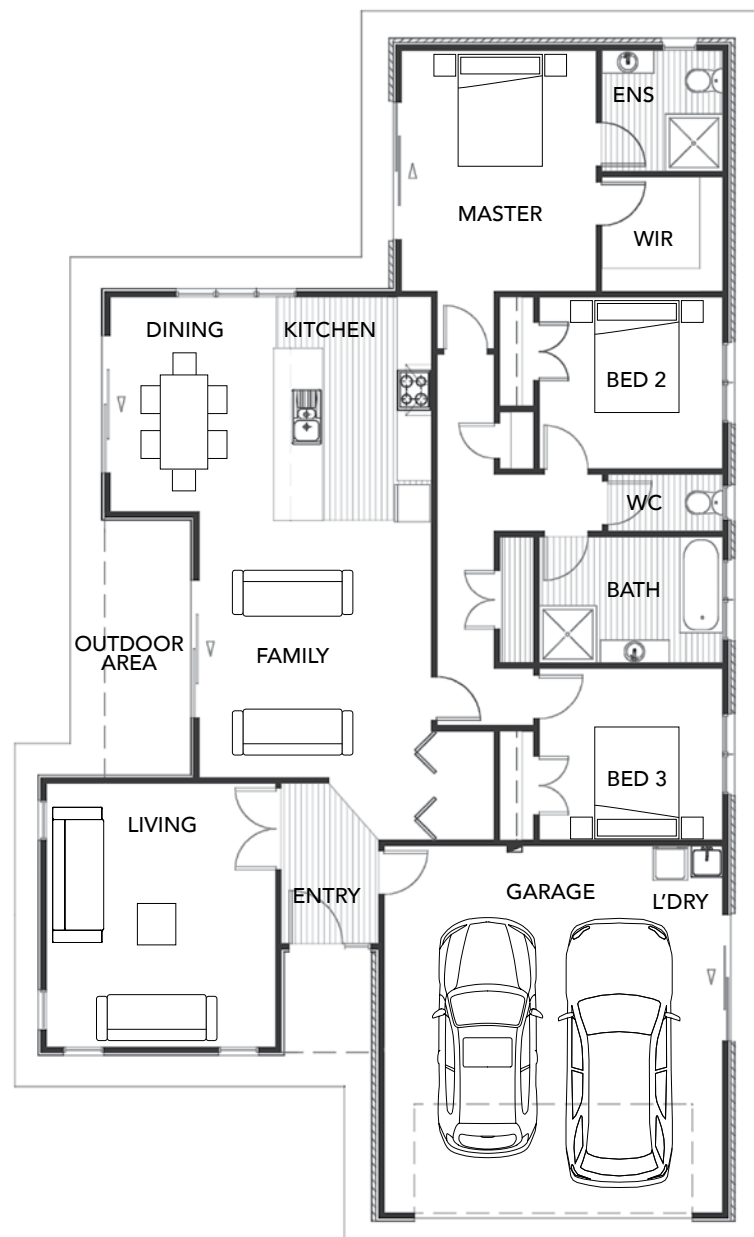 ENS
MASTER
WIR
DINING
KITCHEN
BED 2
WC
BATH
OUTDOOR
AREA
FAMILY
BED 3
LIVING
ENTRY
GARAGE
L'DRY